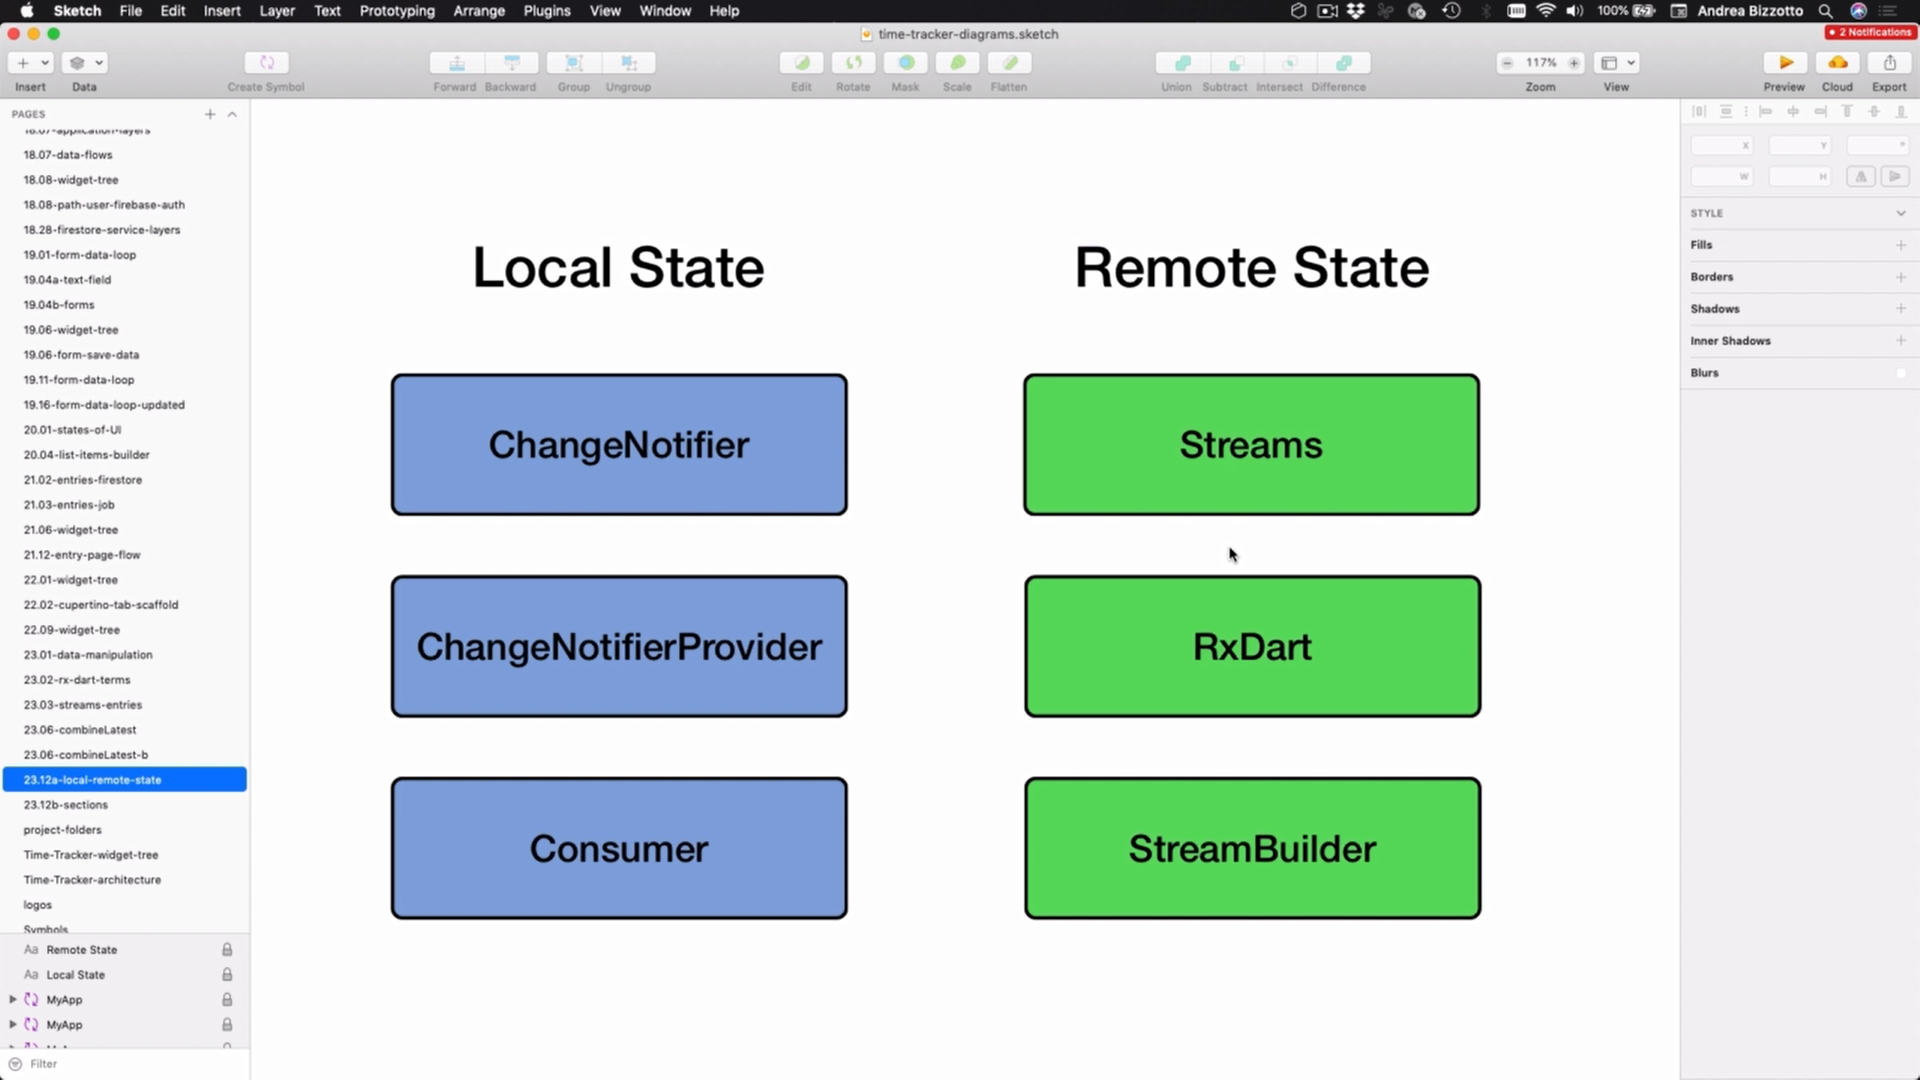 Sketch File Edit Insert Layer Text Prototyping Arrange Plugins View Window Help 100% Andrea Bizzotto
time-tracker-diagrams.sketch
2 Notifications
117%
Insert Data Create Symbol Forward Backward Group Ungroup Edit Rotate Mask Scale Flatten Union Subtract Intersect Difference Zoom View Preview Cloud Export
PAGES
18.07-application-layers
18.07-data-flows
18.08-widget-tree
18.08-path-user-firebase-auth
18.28-firestore-service-layers
19.01-form-data-loop
19.04a-text-field
19.04b-forms
19.06-widget-tree
19.06-form-save-data
19.11-form-data-loop
19.16-form-data-loop-updated
20.01-states-of-UI
20.04-list-items-builder
21.02-entries-firestore
21.03-entries-job
21.06-widget-tree
21.12-entry-page-flow
22.01-widget-tree
22.02-cupertino-tab-scaffold
22.09-widget-tree
23.01-data-manipulation
23.02-rx-dart-terms
23.03-streams-entries
23.06-combineLatest
23.06-combineLatest-b
23.12a-local-remote-state
23.12b-sections
project-folders
Time-Tracker-widget-tree
Time-Tracker-architecture
logos
Symbols
Aa Remote State
Aa Local State
MyApp
MyApp
Filter
Local State
ChangeNotifier
ChangeNotifierProvider
Consumer
Remote State
Streams
RxDart
StreamBuilder
X Y °
W H
STYLE
Fills
Borders
Shadows
Inner Shadows
Blurs